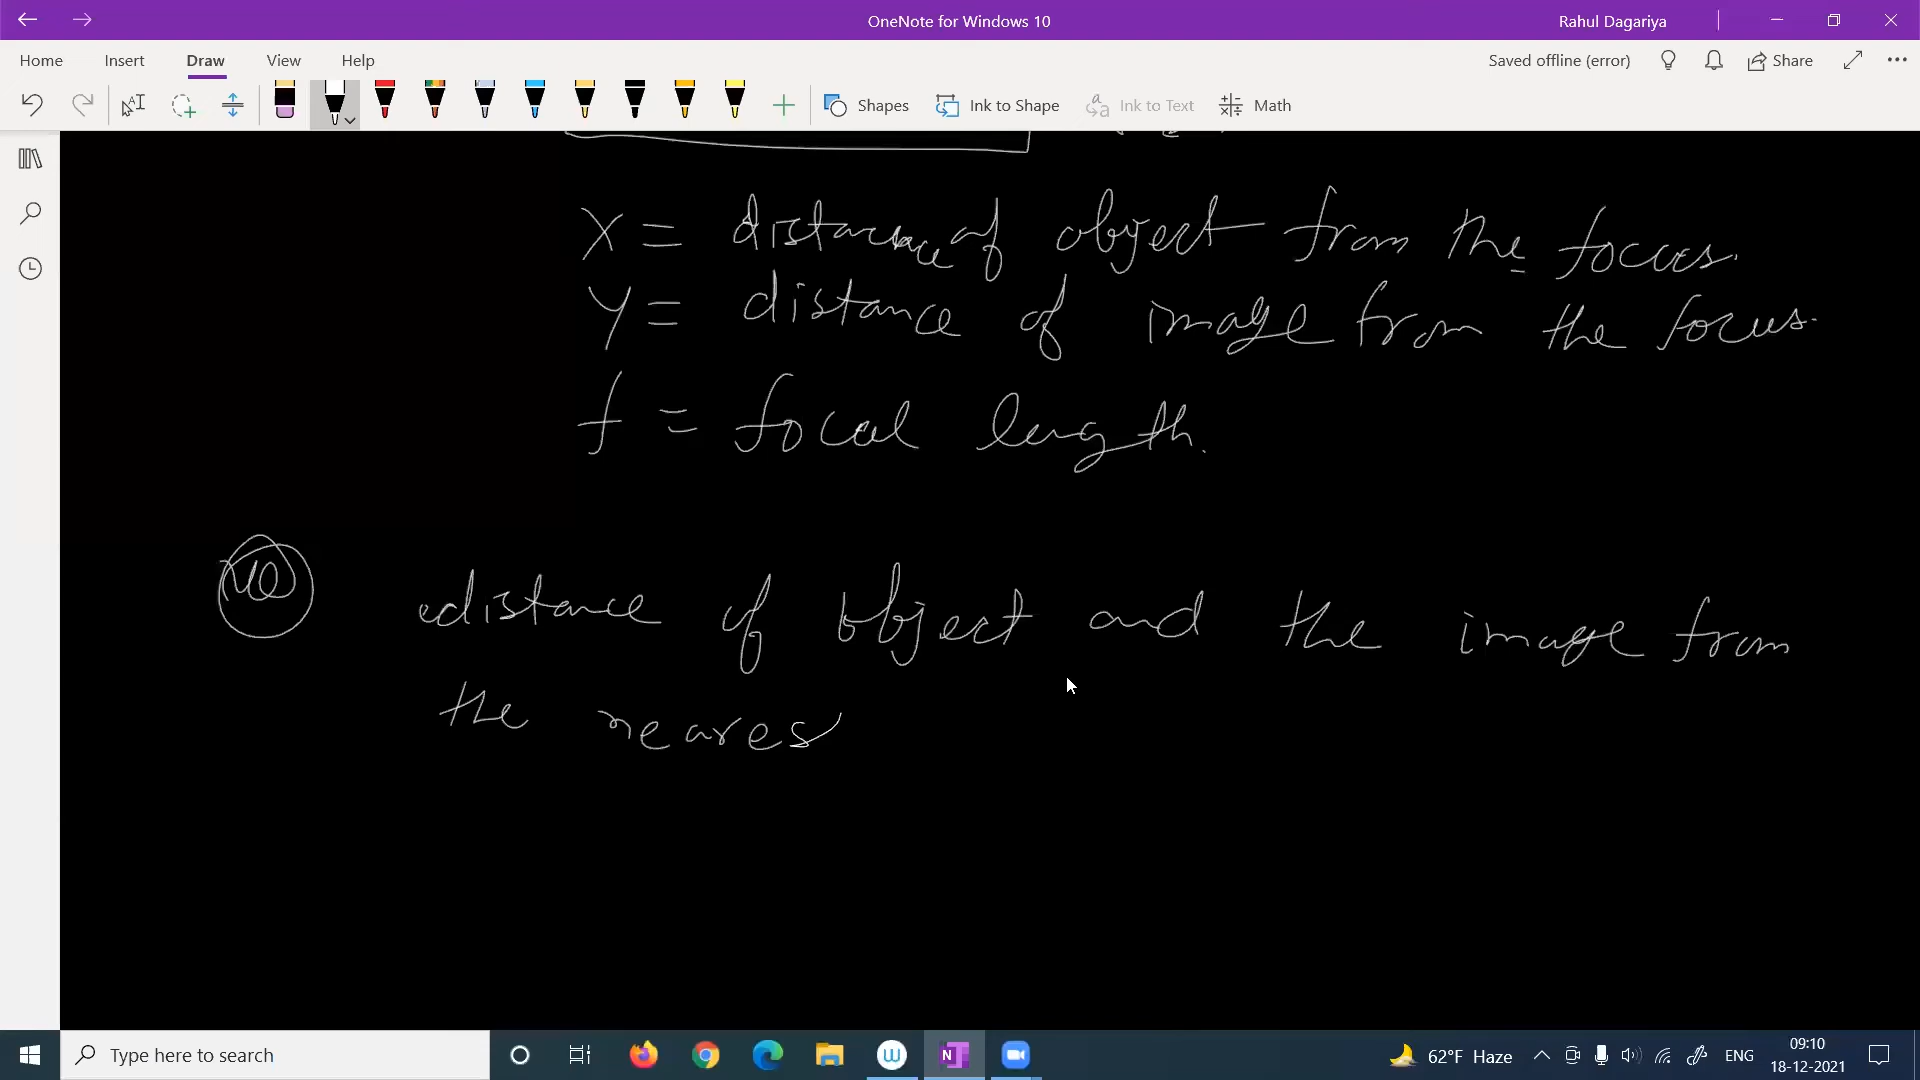 OneNote for Windows 10
Rahul Dagariya
Home Insert Draw View Help
Saved offline (error) Share
Shapes Ink to Shape Ink to Text Math
x = distance of object from the focus.
y = distance of image from the focus.
f = focal length.
distance of object and the image from
the neares
Type here to search
62°F Haze
ENG
09:10
18-12-2021